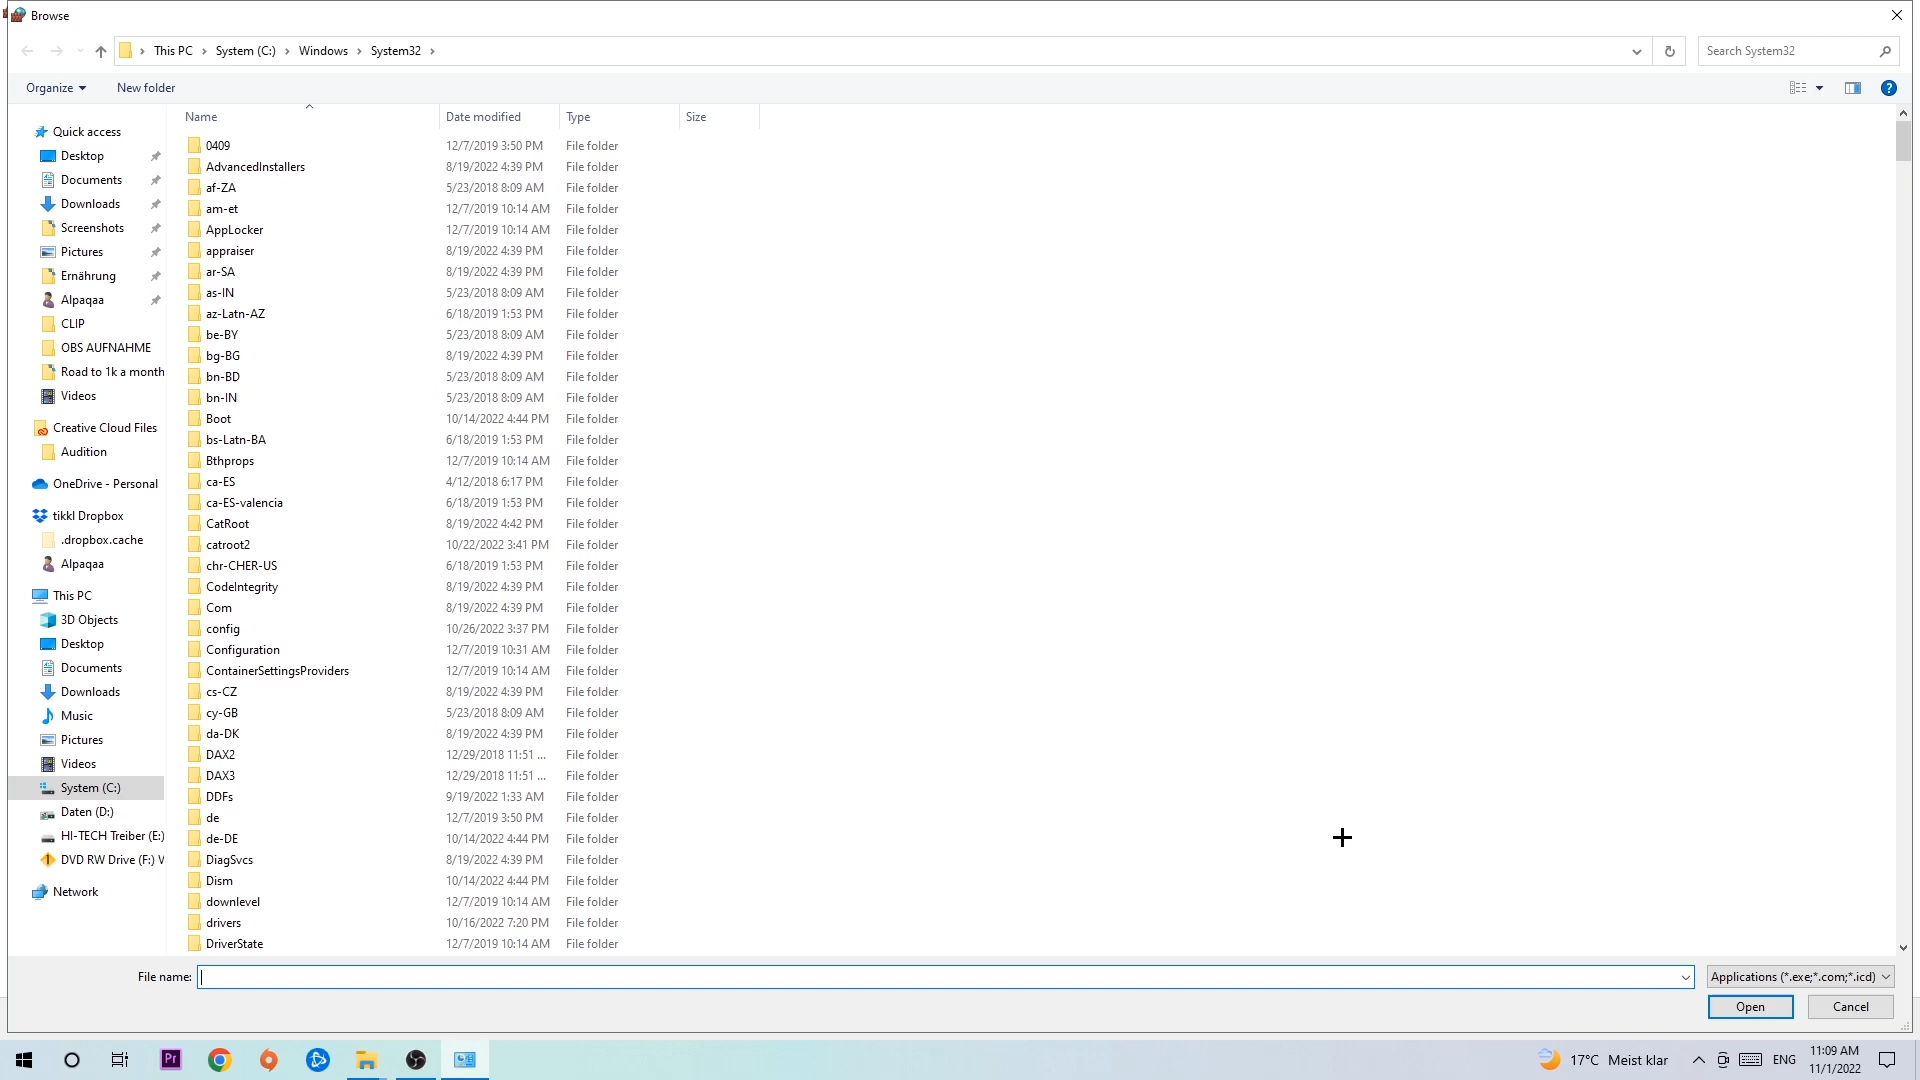 Browse
This PC
System (C:)
Windows
System32
Search System32
Organize
New folder
Name
Date modified
Type
Size
Quick access
Desktop
Documents
Downloads
Screenshots
Pictures
Ernährung
Alpaqaa
CLIP
OBS AUFNAHME
Road to 1k a month
Videos
Creative Cloud Files
Audition
OneDrive - Personal
tikkl Dropbox
.dropbox.cache
Alpaqaa
This PC
3D Objects
Desktop
Documents
Downloads
Music
Pictures
Videos
System (C:)
Daten (D:)
HI-TECH Treiber (E:)
DVD RW Drive (F:) V
Network
0409 12/7/2019 3:50 PM File folder
AdvancedInstallers 8/19/2022 4:39 PM File folder
af-ZA 5/23/2018 8:09 AM File folder
am-et 12/7/2019 10:14 AM File folder
AppLocker 12/7/2019 10:14 AM File folder
appraiser 8/19/2022 4:39 PM File folder
ar-SA 8/19/2022 4:39 PM File folder
as-IN 5/23/2018 8:09 AM File folder
az-Latn-AZ 6/18/2019 1:53 PM File folder
be-BY 5/23/2018 8:09 AM File folder
bg-BG 8/19/2022 4:39 PM File folder
bn-BD 5/23/2018 8:09 AM File folder
bn-IN 5/23/2018 8:09 AM File folder
Boot 10/14/2022 4:44 PM File folder
bs-Latn-BA 6/18/2019 1:53 PM File folder
Bthprops 12/7/2019 10:14 AM File folder
ca-ES 4/12/2018 6:17 PM File folder
ca-ES-valencia 6/18/2019 1:53 PM File folder
CatRoot 8/19/2022 4:42 PM File folder
catroot2 10/22/2022 3:41 PM File folder
chr-CHER-US 6/18/2019 1:53 PM File folder
CodeIntegrity 8/19/2022 4:39 PM File folder
Com 8/19/2022 4:39 PM File folder
config 10/26/2022 3:37 PM File folder
Configuration 12/7/2019 10:31 AM File folder
ContainerSettingsProviders 12/7/2019 10:14 AM File folder
cs-CZ 8/19/2022 4:39 PM File folder
cy-GB 5/23/2018 8:09 AM File folder
da-DK 8/19/2022 4:39 PM File folder
DAX2 12/29/2018 11:51 ... File folder
DAX3 12/29/2018 11:51 ... File folder
DDFs 9/19/2022 1:33 AM File folder
de 12/7/2019 3:50 PM File folder
de-DE 10/14/2022 4:44 PM File folder
DiagSvcs 8/19/2022 4:39 PM File folder
Dism 10/14/2022 4:44 PM File folder
downlevel 12/7/2019 10:14 AM File folder
drivers 10/16/2022 7:20 PM File folder
DriverState 12/7/2019 10:14 AM File folder
File name:
Applications (*.exe;*.com;*.icd)
Open
Cancel
Pr
17°C Meist klar
ENG
11:09 AM
11/1/2022